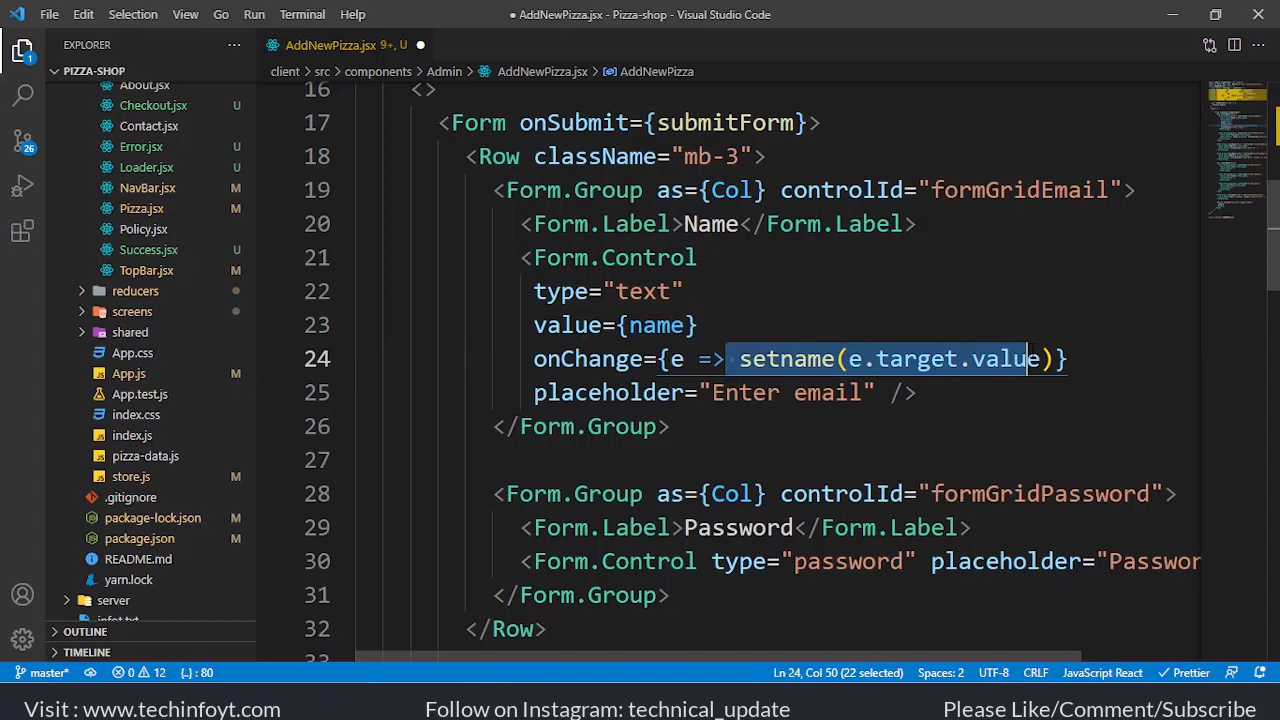 File Edit Selection View Go Run Terminal Help
● AddNewPizza.jsx - Pizza-shop - Visual Studio Code
EXPLORER
AddNewPizza.jsx 9+, U
PIZZA-SHOP
client > src > components > Admin > AddNewPizza.jsx > AddNewPizza
About.jsx
Checkout.jsx U
Contact.jsx
Error.jsx U
Loader.jsx U
NavBar.jsx M
Pizza.jsx M
Policy.jsx
Success.jsx U
TopBar.jsx M
reducers
screens
shared
App.css
App.js M
App.test.js
index.css
index.js
pizza-data.js
store.js M
.gitignore
package-lock.json M
package.json M
README.md
yarn.lock
server
OUTLINE
TIMELINE
1
26
16 <>
17 <Form onSubmit={submitForm}>
18 <Row className="mb-3">
19 <Form.Group as={Col} controlId="formGridEmail">
20 <Form.Label>Name</Form.Label>
21 <Form.Control
22 type="text"
23 value={name}
24 onChange={e => setname(e.target.value)}
25 placeholder="Enter email" />
26 </Form.Group>
27
28 <Form.Group as={Col} controlId="formGridPassword">
29 <Form.Label>Password</Form.Label>
30 <Form.Control type="password" placeholder="Passwor
31 </Form.Group>
32 </Row>
33
master* 0 12 {..} : 80
Ln 24, Col 50 (22 selected) Spaces: 2 UTF-8 CRLF JavaScript React Prettier
Visit : www.techinfoyt.com Follow on Instagram: technical_update Please Like/Comment/Subscribe